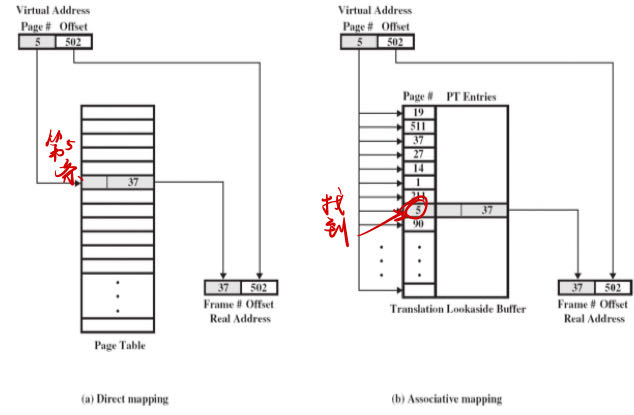 Virtual Address
Page # Offset
5 502
第5
条
37
37 502
Frame # Offset
Real Address
Page Table
(a) Direct mapping
Virtual Address
Page # Offset
5 502
Page # PT Entries
19
511
37
27
14
1
211
5 37
90
找
到
37 502
Frame # Offset
Real Address
Translation Lookaside Buffer
(b) Associative mapping